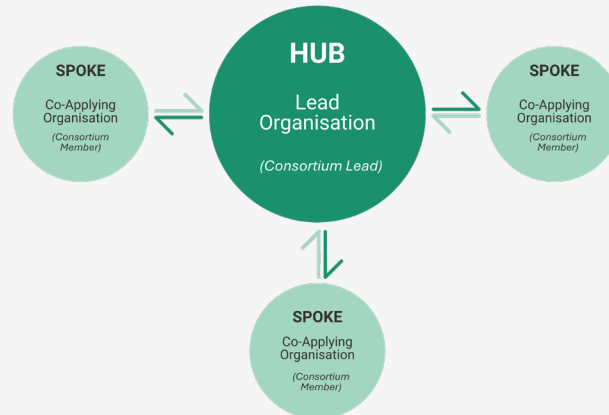 HUB
Lead
Organisation
(Consortium Lead)
SPOKE
Co-Applying
Organisation
(Consortium
Member)
SPOKE
Co-Applying
Organisation
(Consortium
Member)
SPOKE
Co-Applying
Organisation
(Consortium
Member)